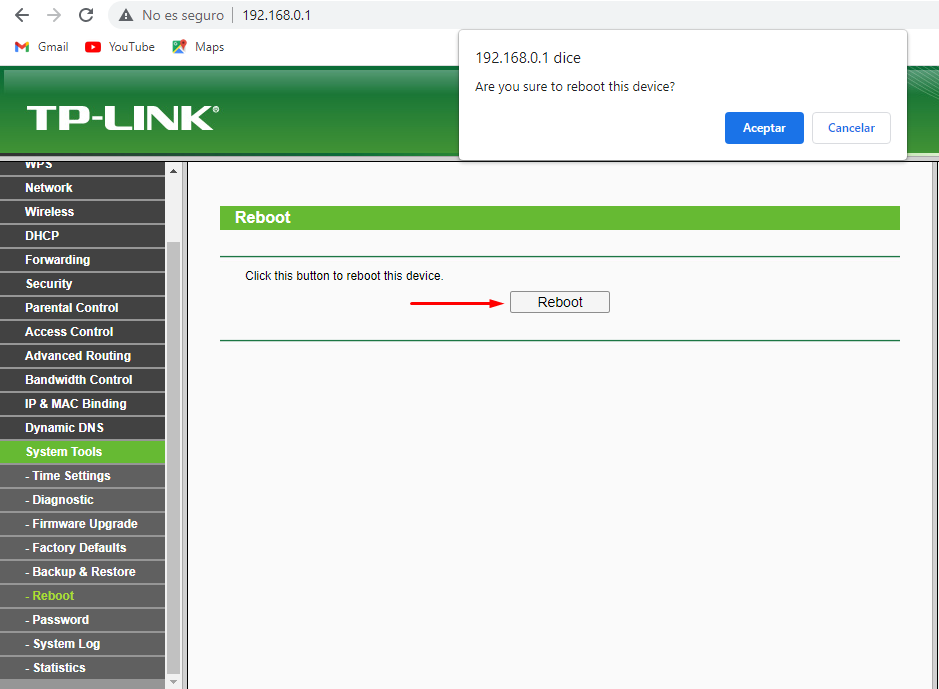 No es seguro
192.168.0.1
Gmail
YouTube
Maps
192.168.0.1 dice
Are you sure to reboot this device?
Aceptar
Cancelar
TP-LINK®
WPS
Network
Wireless
DHCP
Forwarding
Security
Parental Control
Access Control
Advanced Routing
Bandwidth Control
IP & MAC Binding
Dynamic DNS
System Tools
- Time Settings
- Diagnostic
- Firmware Upgrade
- Factory Defaults
- Backup & Restore
- Reboot
- Password
- System Log
- Statistics
Reboot
Click this button to reboot this device.
Reboot